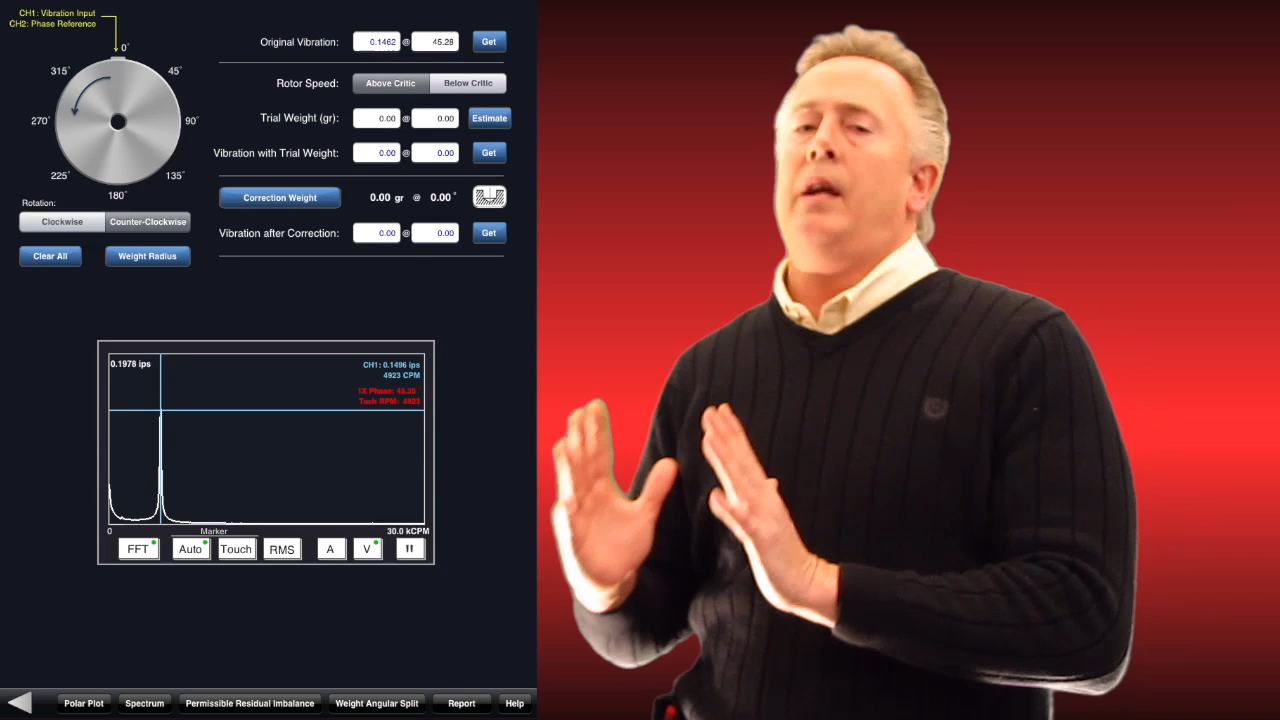 CH1: Vibration Input
CH2: Phase Reference
0°
315°
45°
270°
90°
225°
135°
180°
Rotation:
Clockwise
Counter-Clockwise
Clear All
Weight Radius
Original Vibration:
0.1462 @ 45.28
Get
Rotor Speed:
Above Critic
Below Critic
Trial Weight (gr):
0.00 @ 0.00
Estimate
Vibration with Trial Weight:
0.00 @ 0.00
Get
Correction Weight
0.00 gr @ 0.00 °
Vibration after Correction:
0.00 @ 0.00
Get
0.1978 ips
CH1: 0.1496 ips
4923 CPM
1X Phase: 45.35
Tach RPM: 4923
0
Marker
30.0 kCPM
FFT
Auto
Touch
RMS
A
V
Polar Plot
Spectrum
Permissible Residual Imbalance
Weight Angular Split
Report
Help